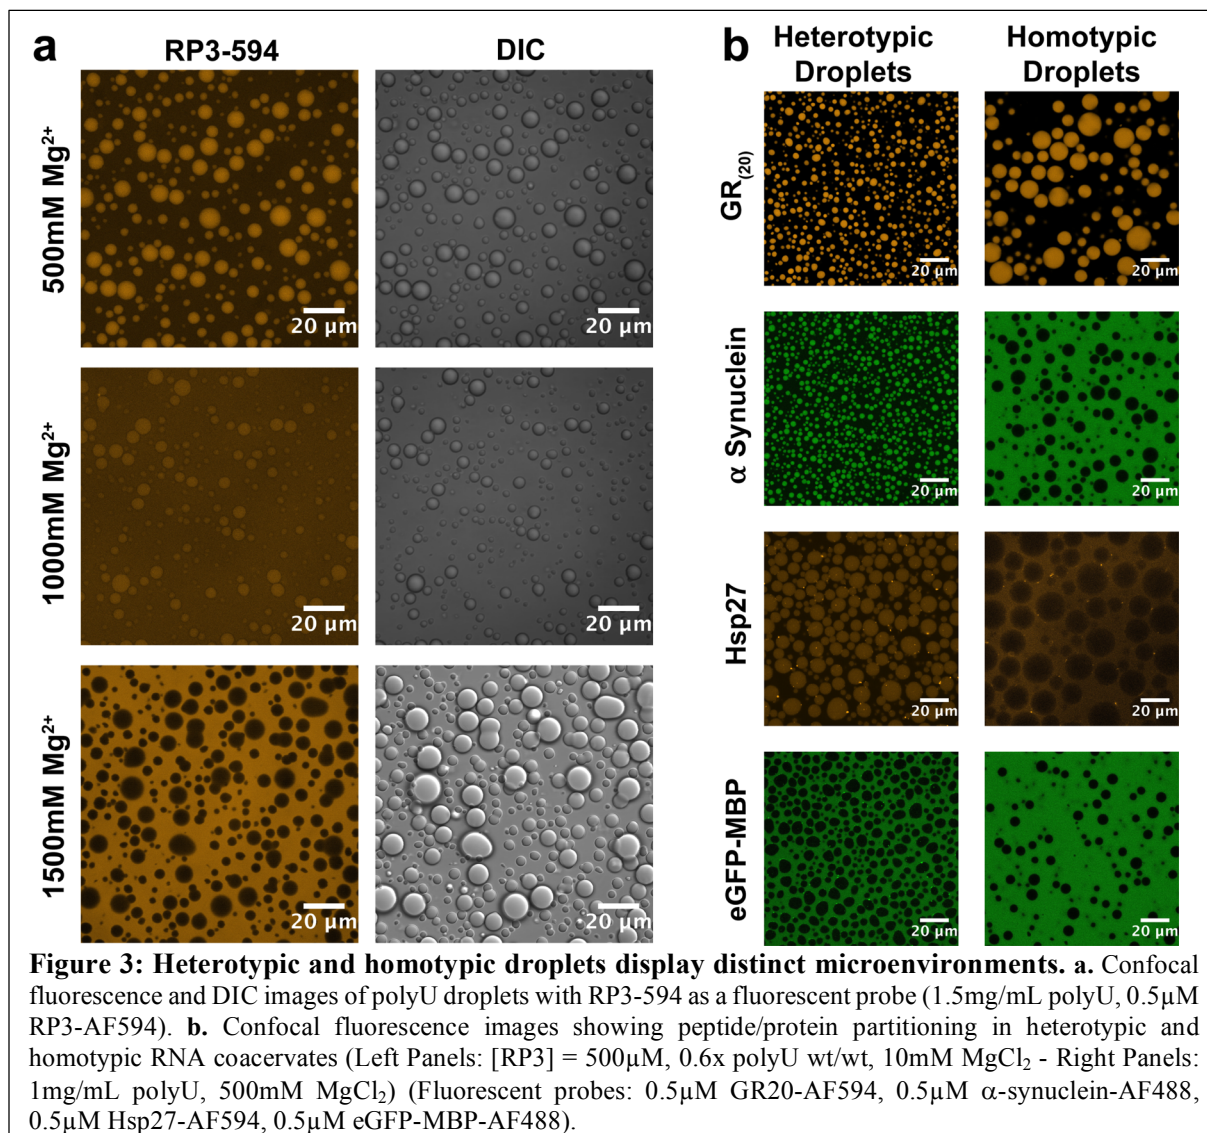 a
RP3-594
DIC
500mM Mg²⁺
20 µm
20 µm
1000mM Mg²⁺
20 µm
20 µm
1500mM Mg²⁺
20 µm
20 µm
b
Heterotypic
Droplets
Homotypic
Droplets
GR₍₂₀₎
20 µm
20 µm
α Synuclein
20 µm
20 µm
Hsp27
20 µm
20 µm
eGFP-MBP
20 µm
20 µm
Figure 3: Heterotypic and homotypic droplets display distinct microenvironments. a. Confocal
fluorescence and DIC images of polyU droplets with RP3-594 as a fluorescent probe (1.5mg/mL polyU, 0.5µM
RP3-AF594). b. Confocal fluorescence images showing peptide/protein partitioning in heterotypic and
homotypic RNA coacervates (Left Panels: [RP3] = 500µM, 0.6x polyU wt/wt, 10mM MgCl₂ - Right Panels:
1mg/mL polyU, 500mM MgCl₂) (Fluorescent probes: 0.5µM GR20-AF594, 0.5µM α-synuclein-AF488,
0.5µM Hsp27-AF594, 0.5µM eGFP-MBP-AF488).